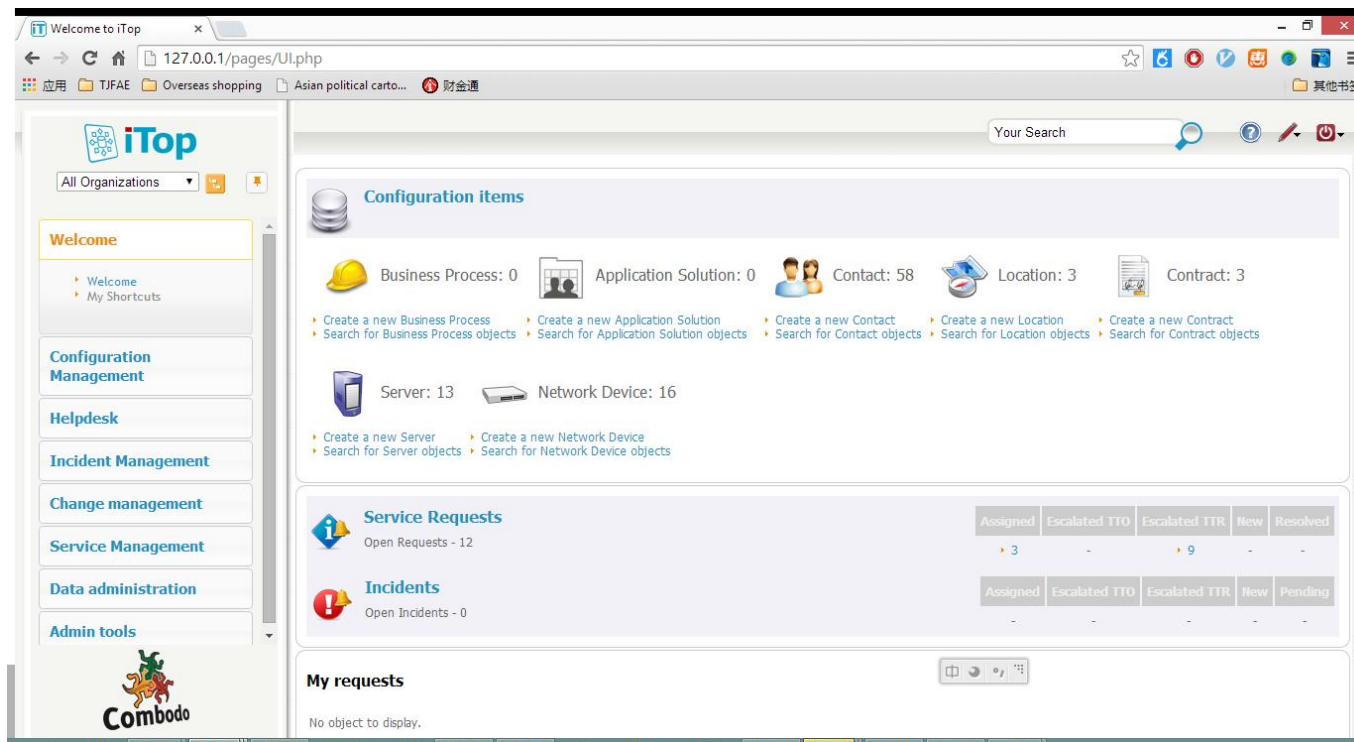 Welcome to iTop
127.0.0.1/pages/UI.php
应用 TJFAE Overseas shopping Asian political carto... 财金通 其他书签
iTop
Your Search
All Organizations
Welcome
Welcome
My Shortcuts
Configuration
Management
Helpdesk
Incident Management
Change management
Service Management
Data administration
Admin tools
Combodo
Configuration items
Business Process: 0 Application Solution: 0 Contact: 58 Location: 3 Contract: 3
Create a new Business Process Create a new Application Solution Create a new Contact Create a new Location Create a new Contract
Search for Business Process objects Search for Application Solution objects Search for Contact objects Search for Location objects Search for Contract objects
Server: 13 Network Device: 16
Create a new Server Create a new Network Device
Search for Server objects Search for Network Device objects
Service Requests
Open Requests - 12
Assigned Escalated TTO Escalated TTR New Resolved
3 - 9 - -
Incidents
Open Incidents - 0
Assigned Escalated TTO Escalated TTR New Pending
- - - - -
My requests
中
No object to display.